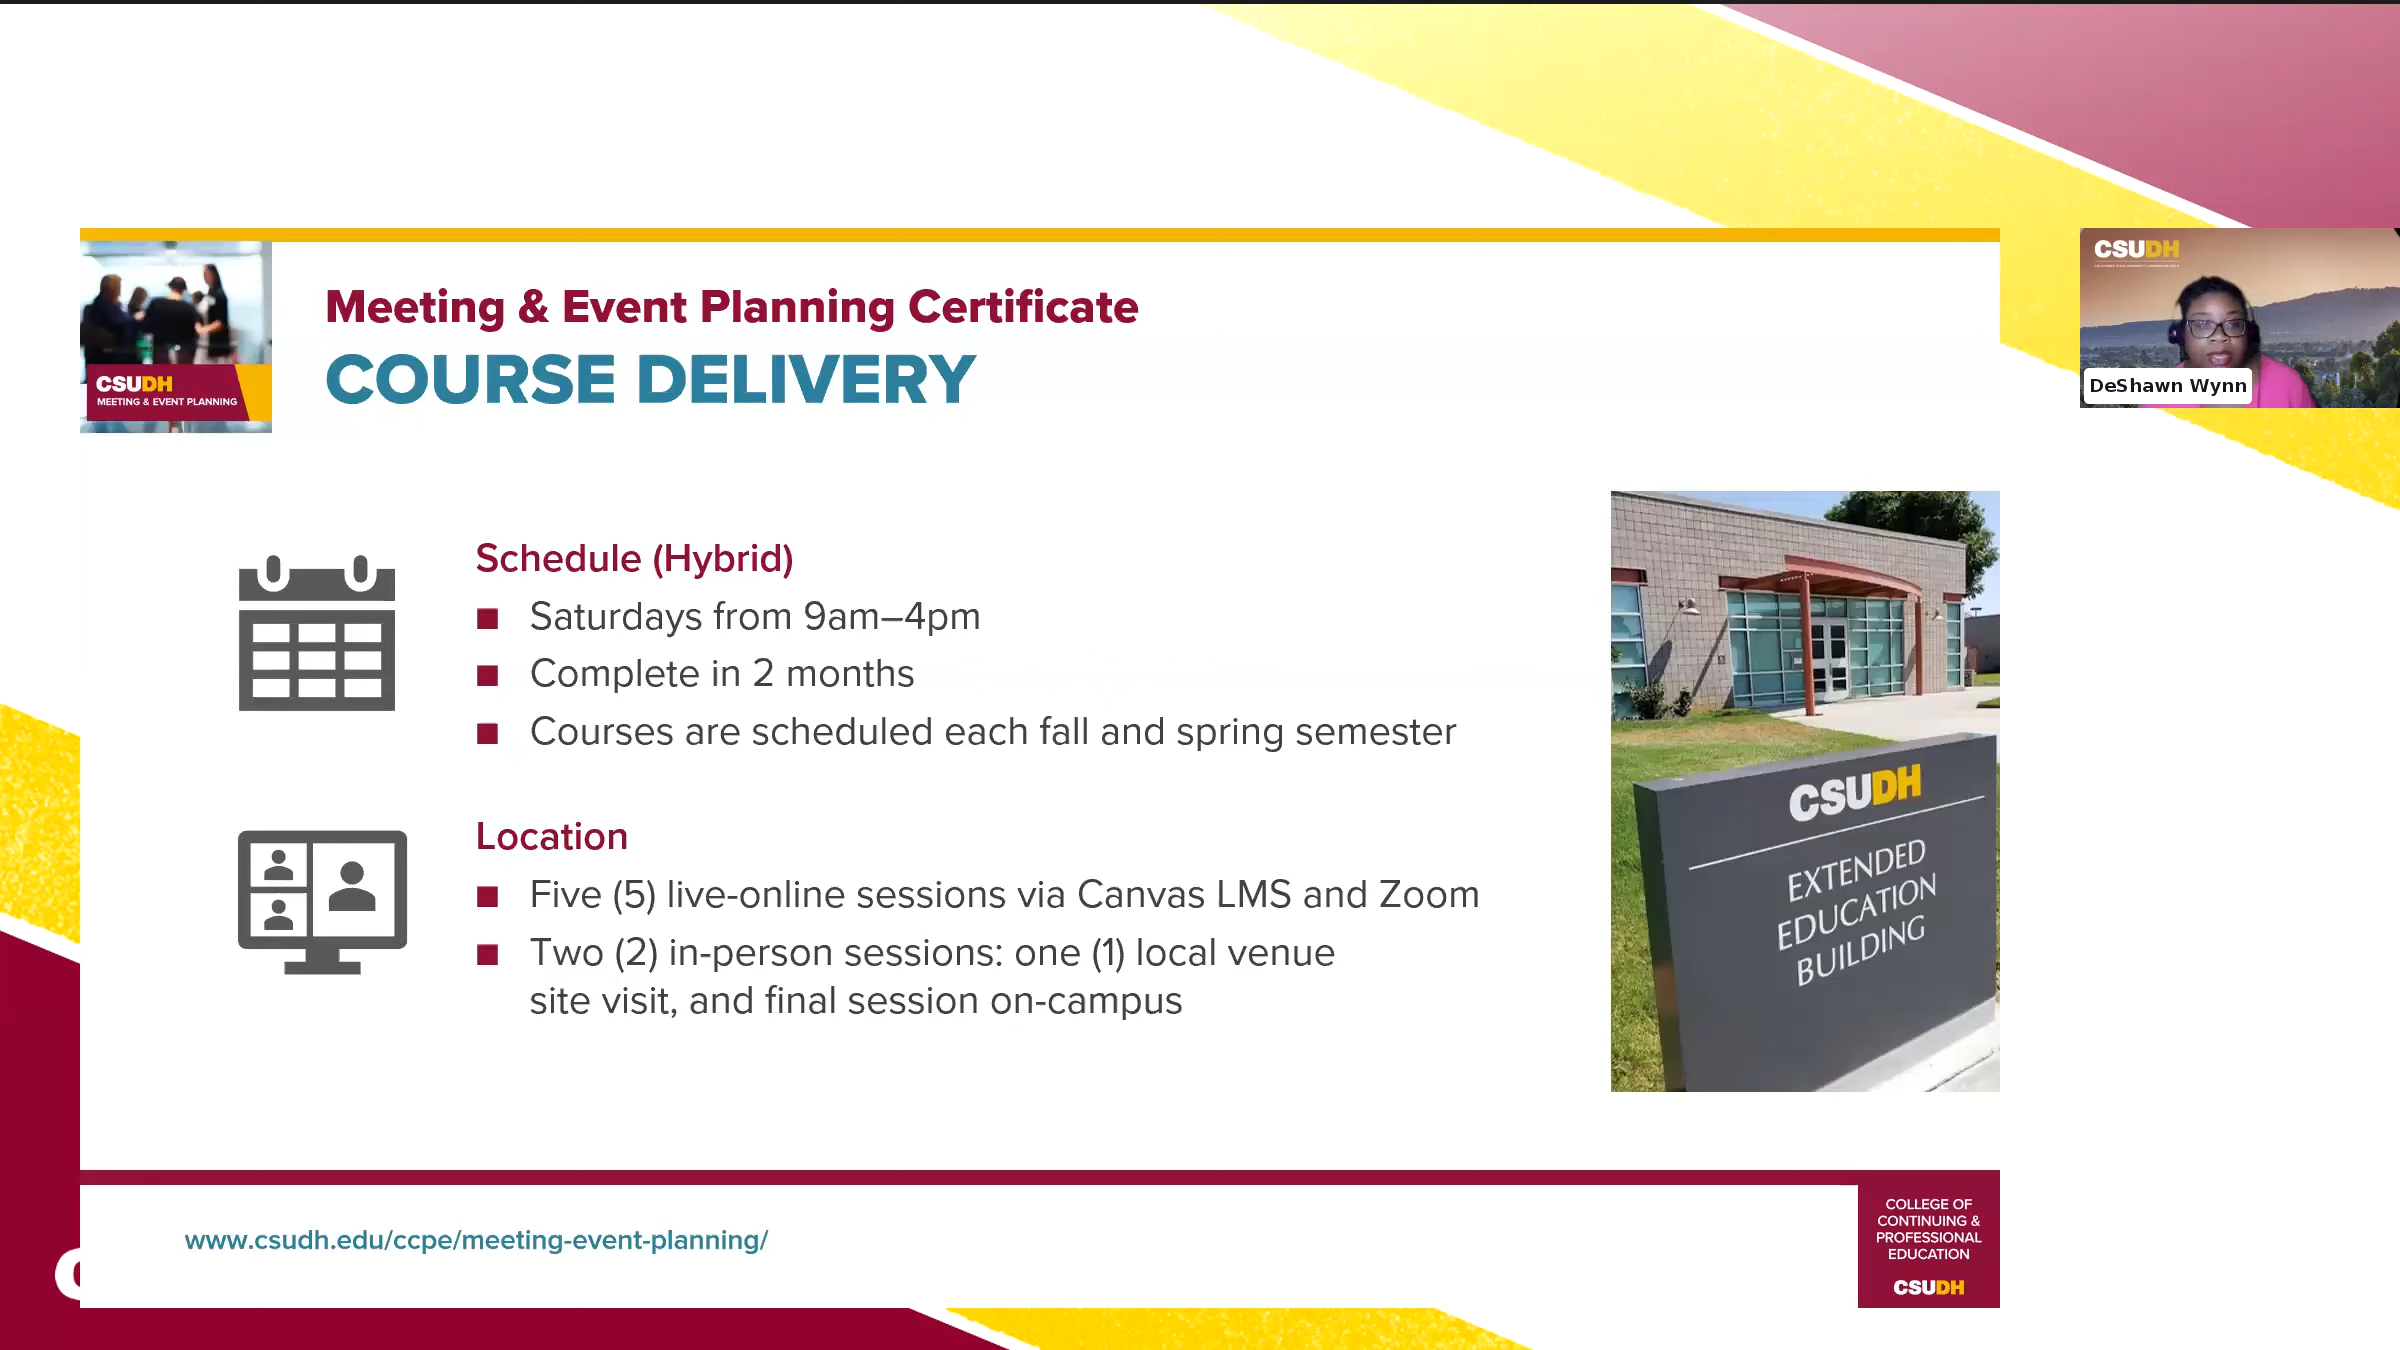 Meeting & Event Planning Certificate
COURSE DELIVERY
CSUDH
MEETING & EVENT PLANNING
CSUDH
DeShawn Wynn
Schedule (Hybrid)
Saturdays from 9am–4pm
Complete in 2 months
Courses are scheduled each fall and spring semester
Location
Five (5) live-online sessions via Canvas LMS and Zoom
Two (2) in-person sessions: one (1) local venue
site visit, and final session on-campus
CSUDH
EXTENDED
EDUCATION
BUILDING
www.csudh.edu/ccpe/meeting-event-planning/
COLLEGE OF
CONTINUING &
PROFESSIONAL
EDUCATION
CSUDH